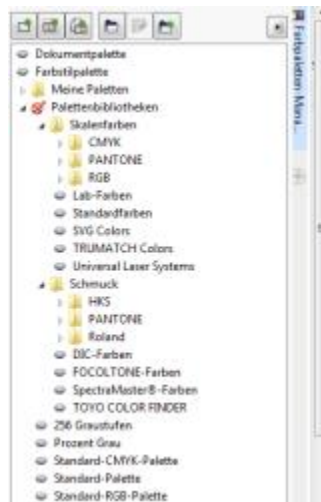 Dokumentpalette
Farbstilpalette
Meine Paletten
Palettenbibliotheken
Skalenfarben
CMYK
PANTONE
RGB
Lab-Farben
Standardfarben
SVG Colors
TRUMATCH Colors
Universal Laser Systems
Schmuck
HKS
PANTONE
Roland
DIC-Farben
FOCOLTONE-Farben
SpectraMaster®-Farben
TOYO COLOR FINDER
256 Graustufen
Prozent Grau
Standard-CMYK-Palette
Standard-Palette
Standard-RGB-Palette
Farbpaletten-Mana...